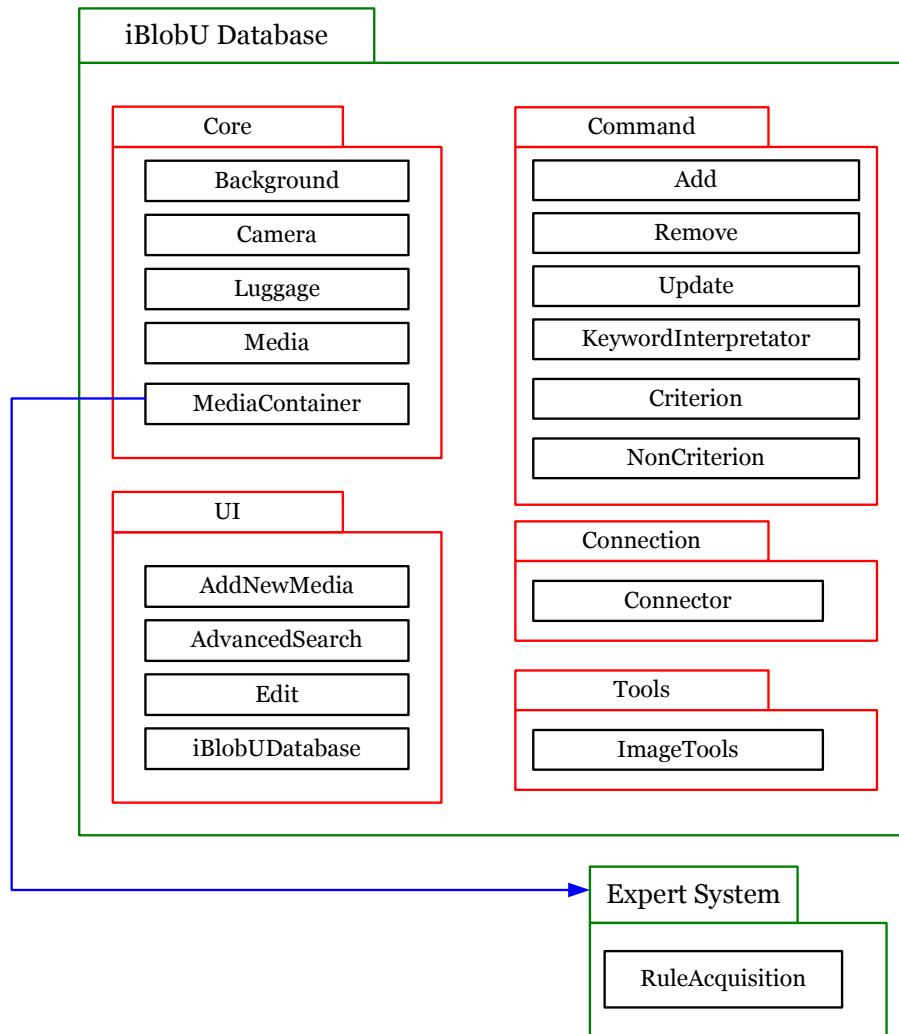 iBlobU Database
Core
Background
Camera
Luggage
Media
MediaContainer
UI
AddNewMedia
AdvancedSearch
Edit
iBlobUDatabase
Command
Add
Remove
Update
KeywordInterpretator
Criterion
NonCriterion
Connection
Connector
Tools
ImageTools
Expert System
RuleAcquisition